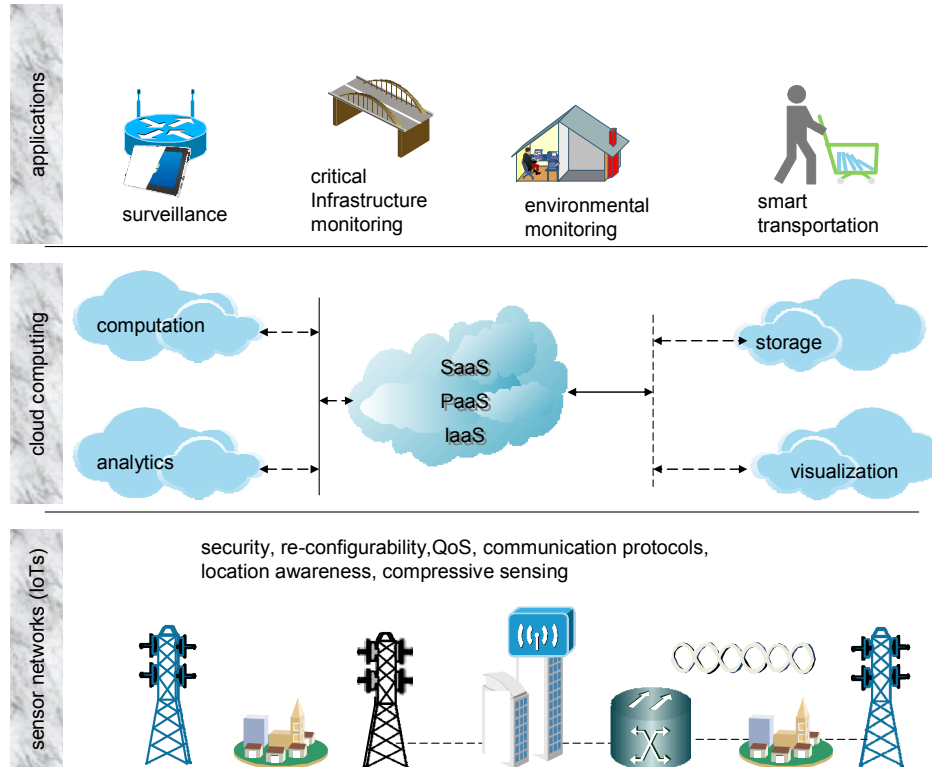 applications
surveillance
critical
Infrastructure
monitoring
environmental
monitoring
smart
transportation
cloud computing
computation
analytics
SaaS
PaaS
IaaS
storage
visualization
sensor networks (IoTs)
security, re-configurability,QoS, communication protocols,
location awareness, compressive sensing